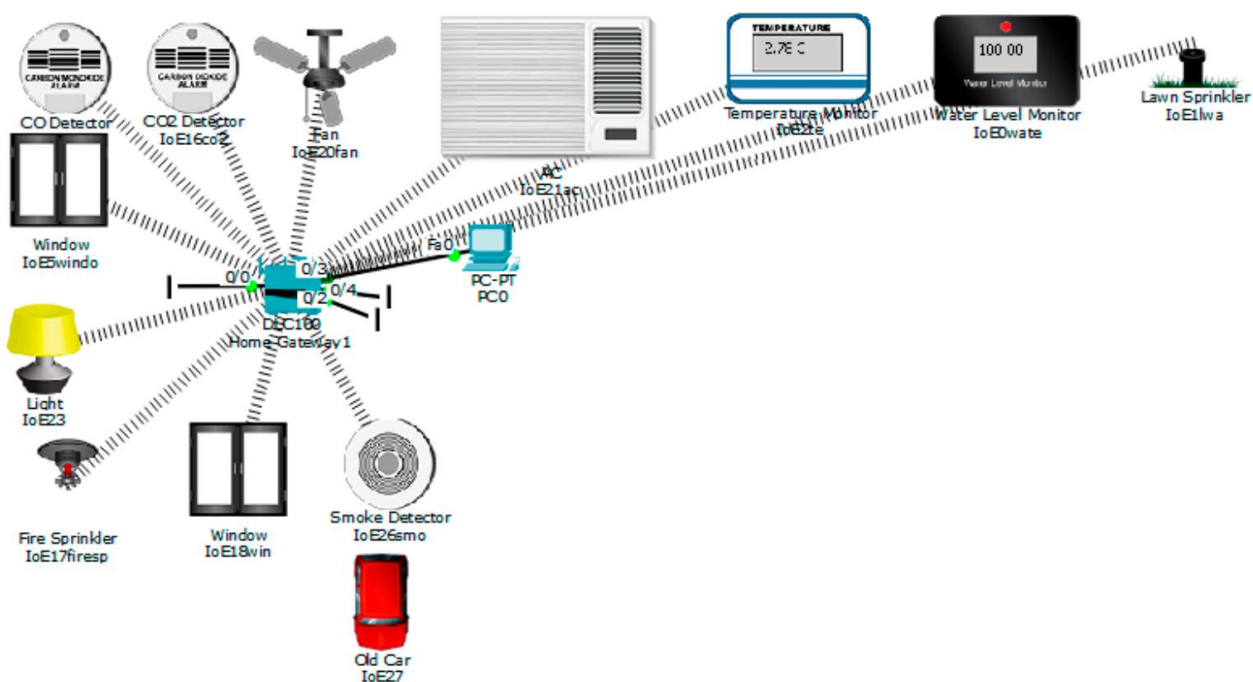 CARBON MONOXIDE
ALARM
CO Detector
CARBON DIOXIDE
ALARM
CO2 Detector
IoE16co2
Fan
IoE20fan
AC
IoE21ac
TEMPERATURE
2.78 C
Temperature Monitor
IoE2te
100 00
Water Level Monitor
Water Level Monitor
IoE0wate
Lawn Sprinkler
IoE1lwa
Window
IoE5windo
0/0
0/3
0/4
0/2
Fa0
PC-PT
PC0
DLC100
Home Gateway1
Light
IoE23
Fire Sprinkler
IoE17firesp
Window
IoE18win
Smoke Detector
IoE26smo
Old Car
IoE27